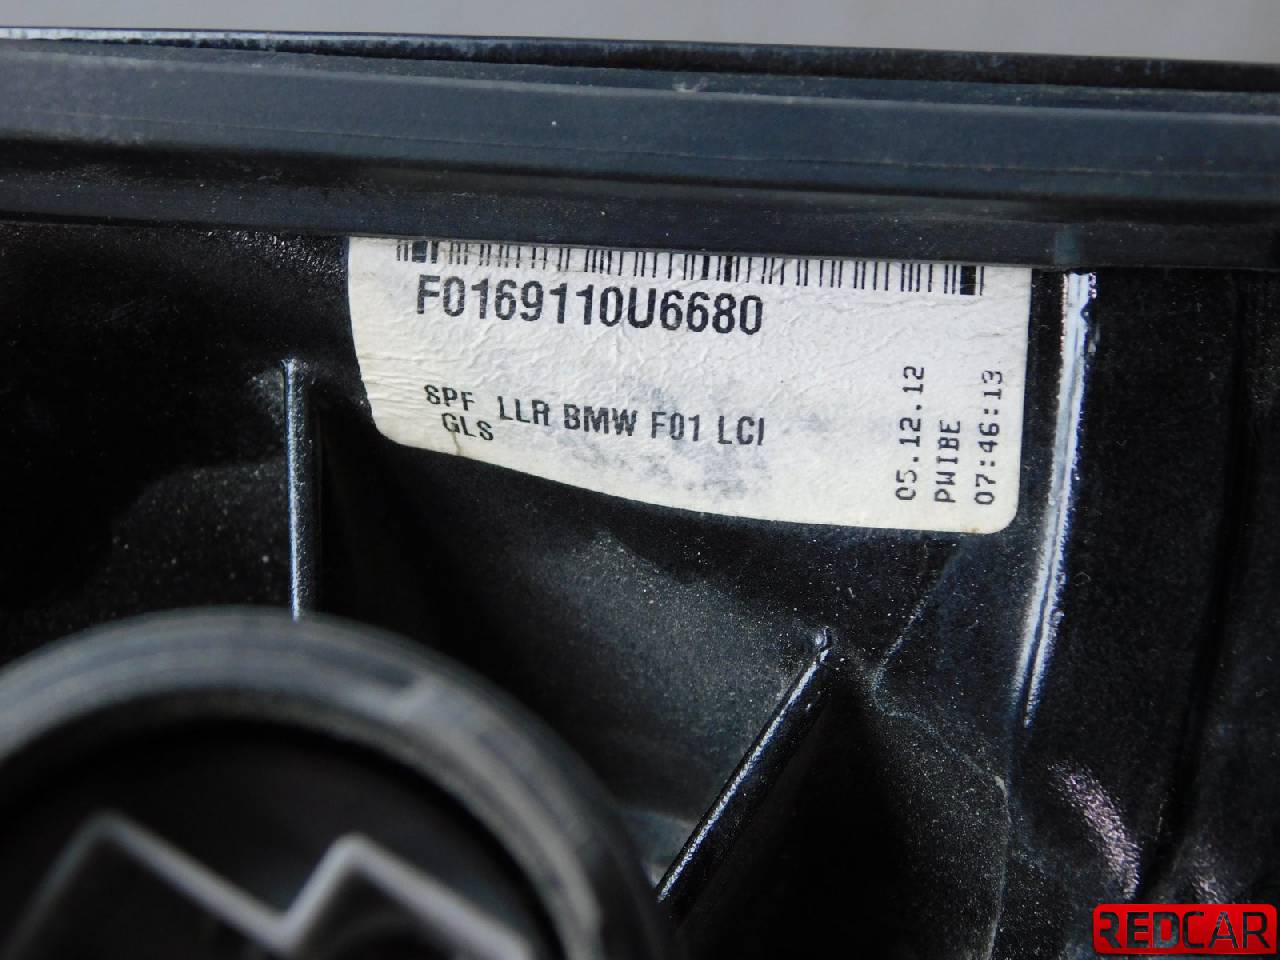 F0169110U6680
SPF LLR BMW F01 LCI
GLS
05.12.12
PWIBE
07:46:13
REDCAR